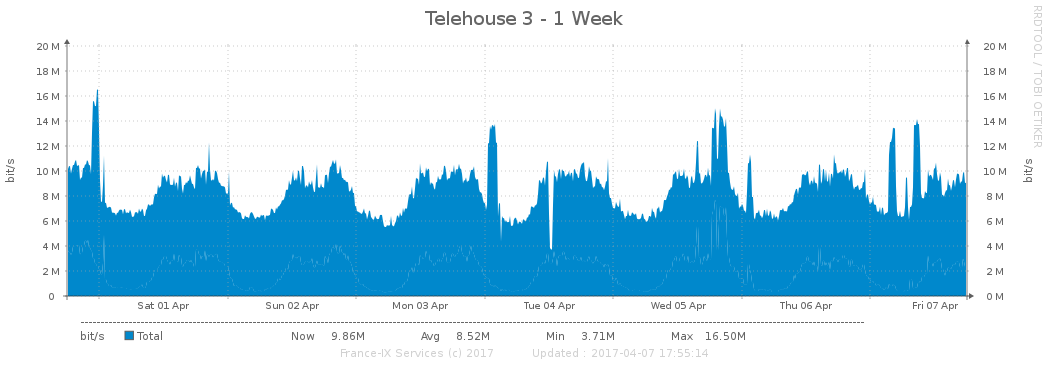 Telehouse 3 - 1 Week
RRDTOOL / TOBI OETIKER
bit/s
20 M
18 M
16 M
14 M
12 M
10 M
8 M
6 M
4 M
2 M
0
20 M
18 M
16 M
14 M
12 M
10 M
8 M
6 M
4 M
2 M
0 M
bit/s
Sat 01 Apr Sun 02 Apr Mon 03 Apr Tue 04 Apr Wed 05 Apr Thu 06 Apr Fri 07 Apr
bit/s Total Now 9.86M Avg 8.52M Min 3.71M Max 16.50M
France-IX Services (c) 2017 Updated : 2017-04-07 17:55:14